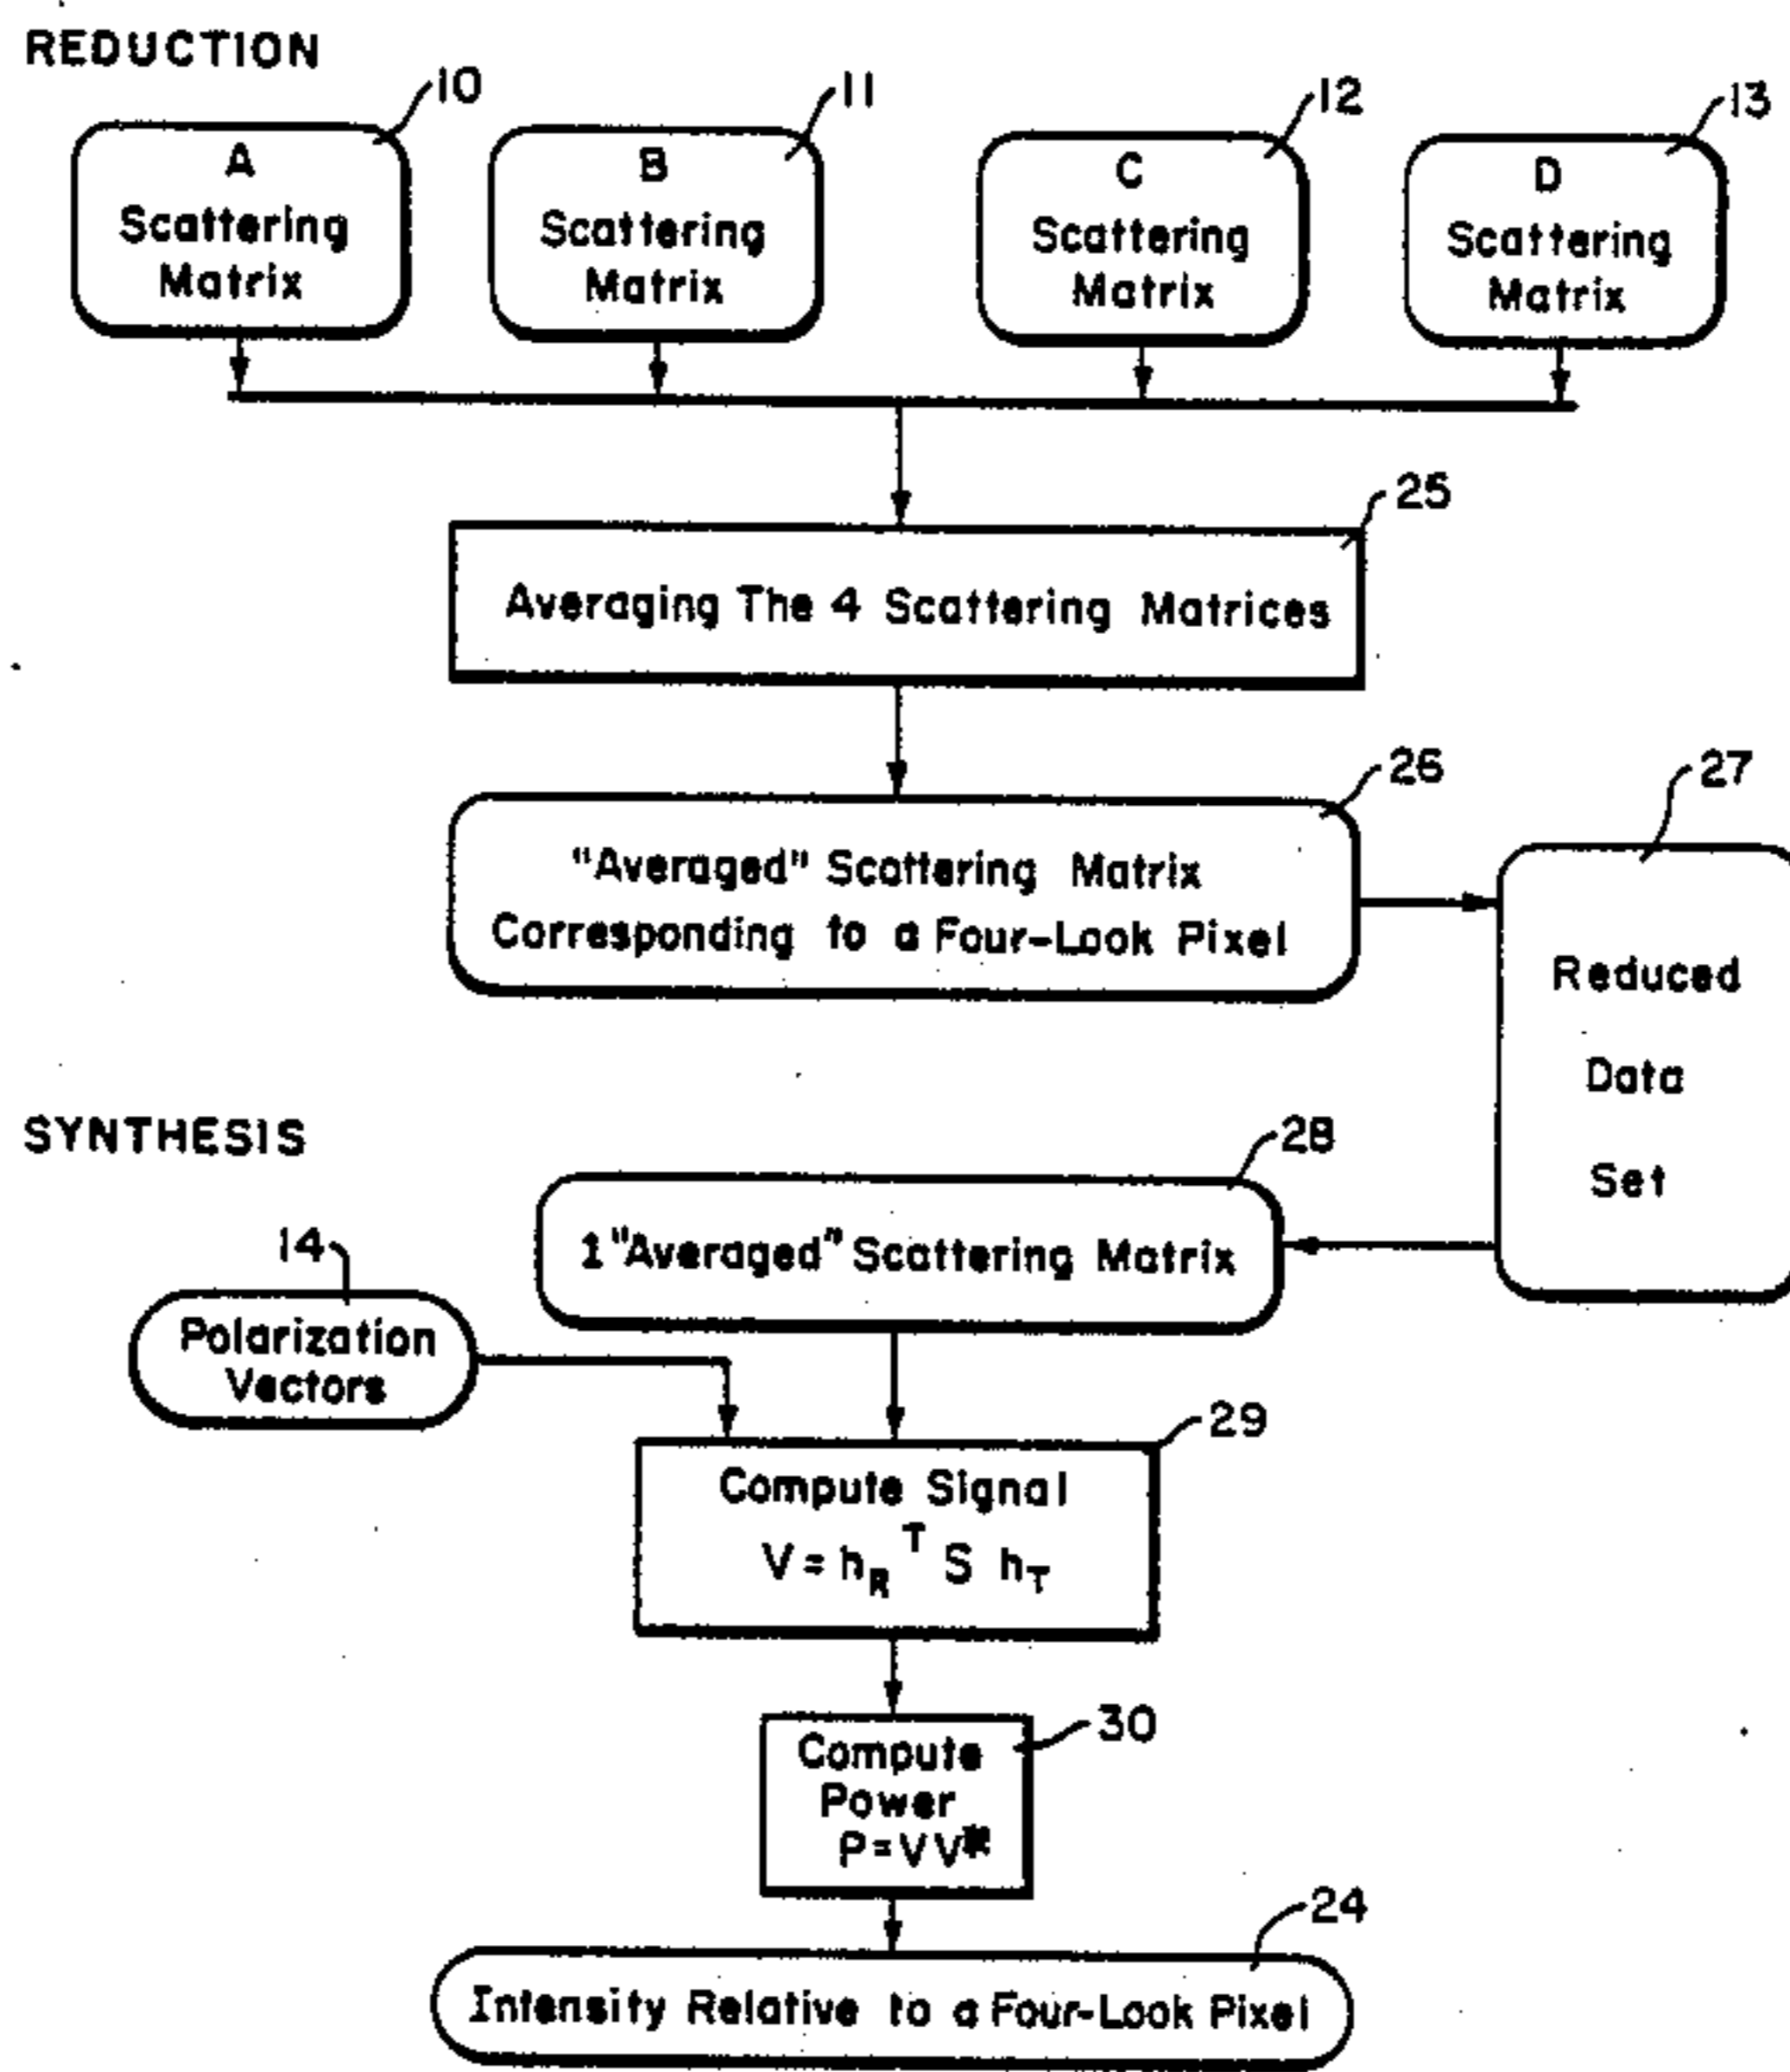 REDUCTION
10
11
12
13
A
Scattering
Matrix
B
Scattering
Matrix
C
Scattering
Matrix
D
Scattering
Matrix
25
Averaging The 4 Scattering Matrices
26
"Averaged" Scattering Matrix
Corresponding to a Four-Look Pixel
27
Reduced
Data
Set
SYNTHESIS
28
1 "Averaged" Scattering Matrix
14
Polarization
Vectors
29
Compute Signal
V = h_R^T S h_T
30
Compute
Power
P=VV*
24
Intensity Relative to a Four-Look Pixel